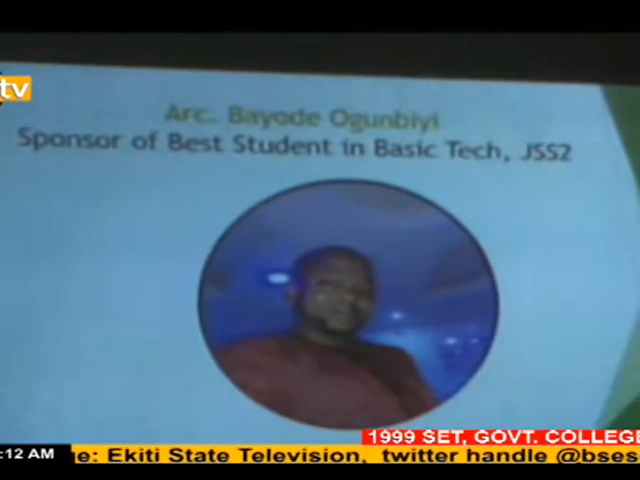 tv
Arc. Bayode Ogunbiyi
Sponsor of Best Student in Basic Tech, JSS2
1999 SET, GOVT. COLLEGE
:12 AM
e: Ekiti State Television, twitter handle @bses